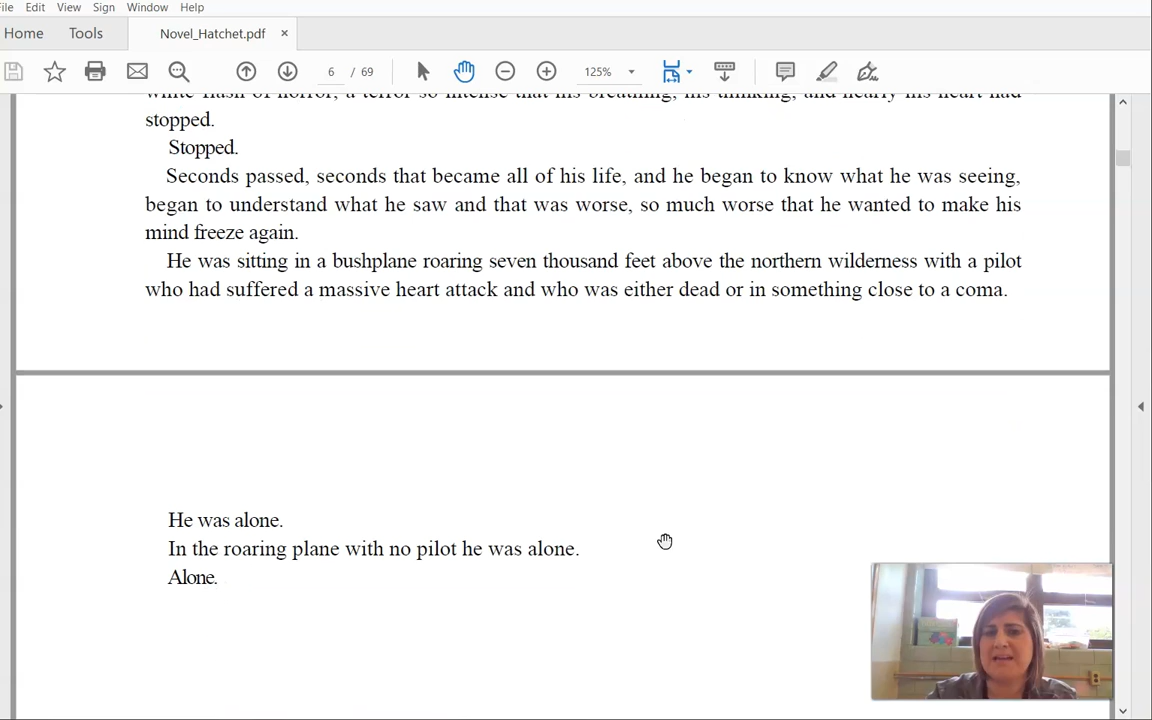 File Edit View Sign Window Help
Home Tools Novel_Hatchet.pdf ×
6 / 69 125%
white flash of horror, a terror so intense that his breathing, his thinking, and nearly his heart had
stopped.
Stopped.
Seconds passed, seconds that became all of his life, and he began to know what he was seeing,
began to understand what he saw and that was worse, so much worse that he wanted to make his
mind freeze again.
He was sitting in a bushplane roaring seven thousand feet above the northern wilderness with a pilot
who had suffered a massive heart attack and who was either dead or in something close to a coma.
He was alone.
In the roaring plane with no pilot he was alone.
Alone.